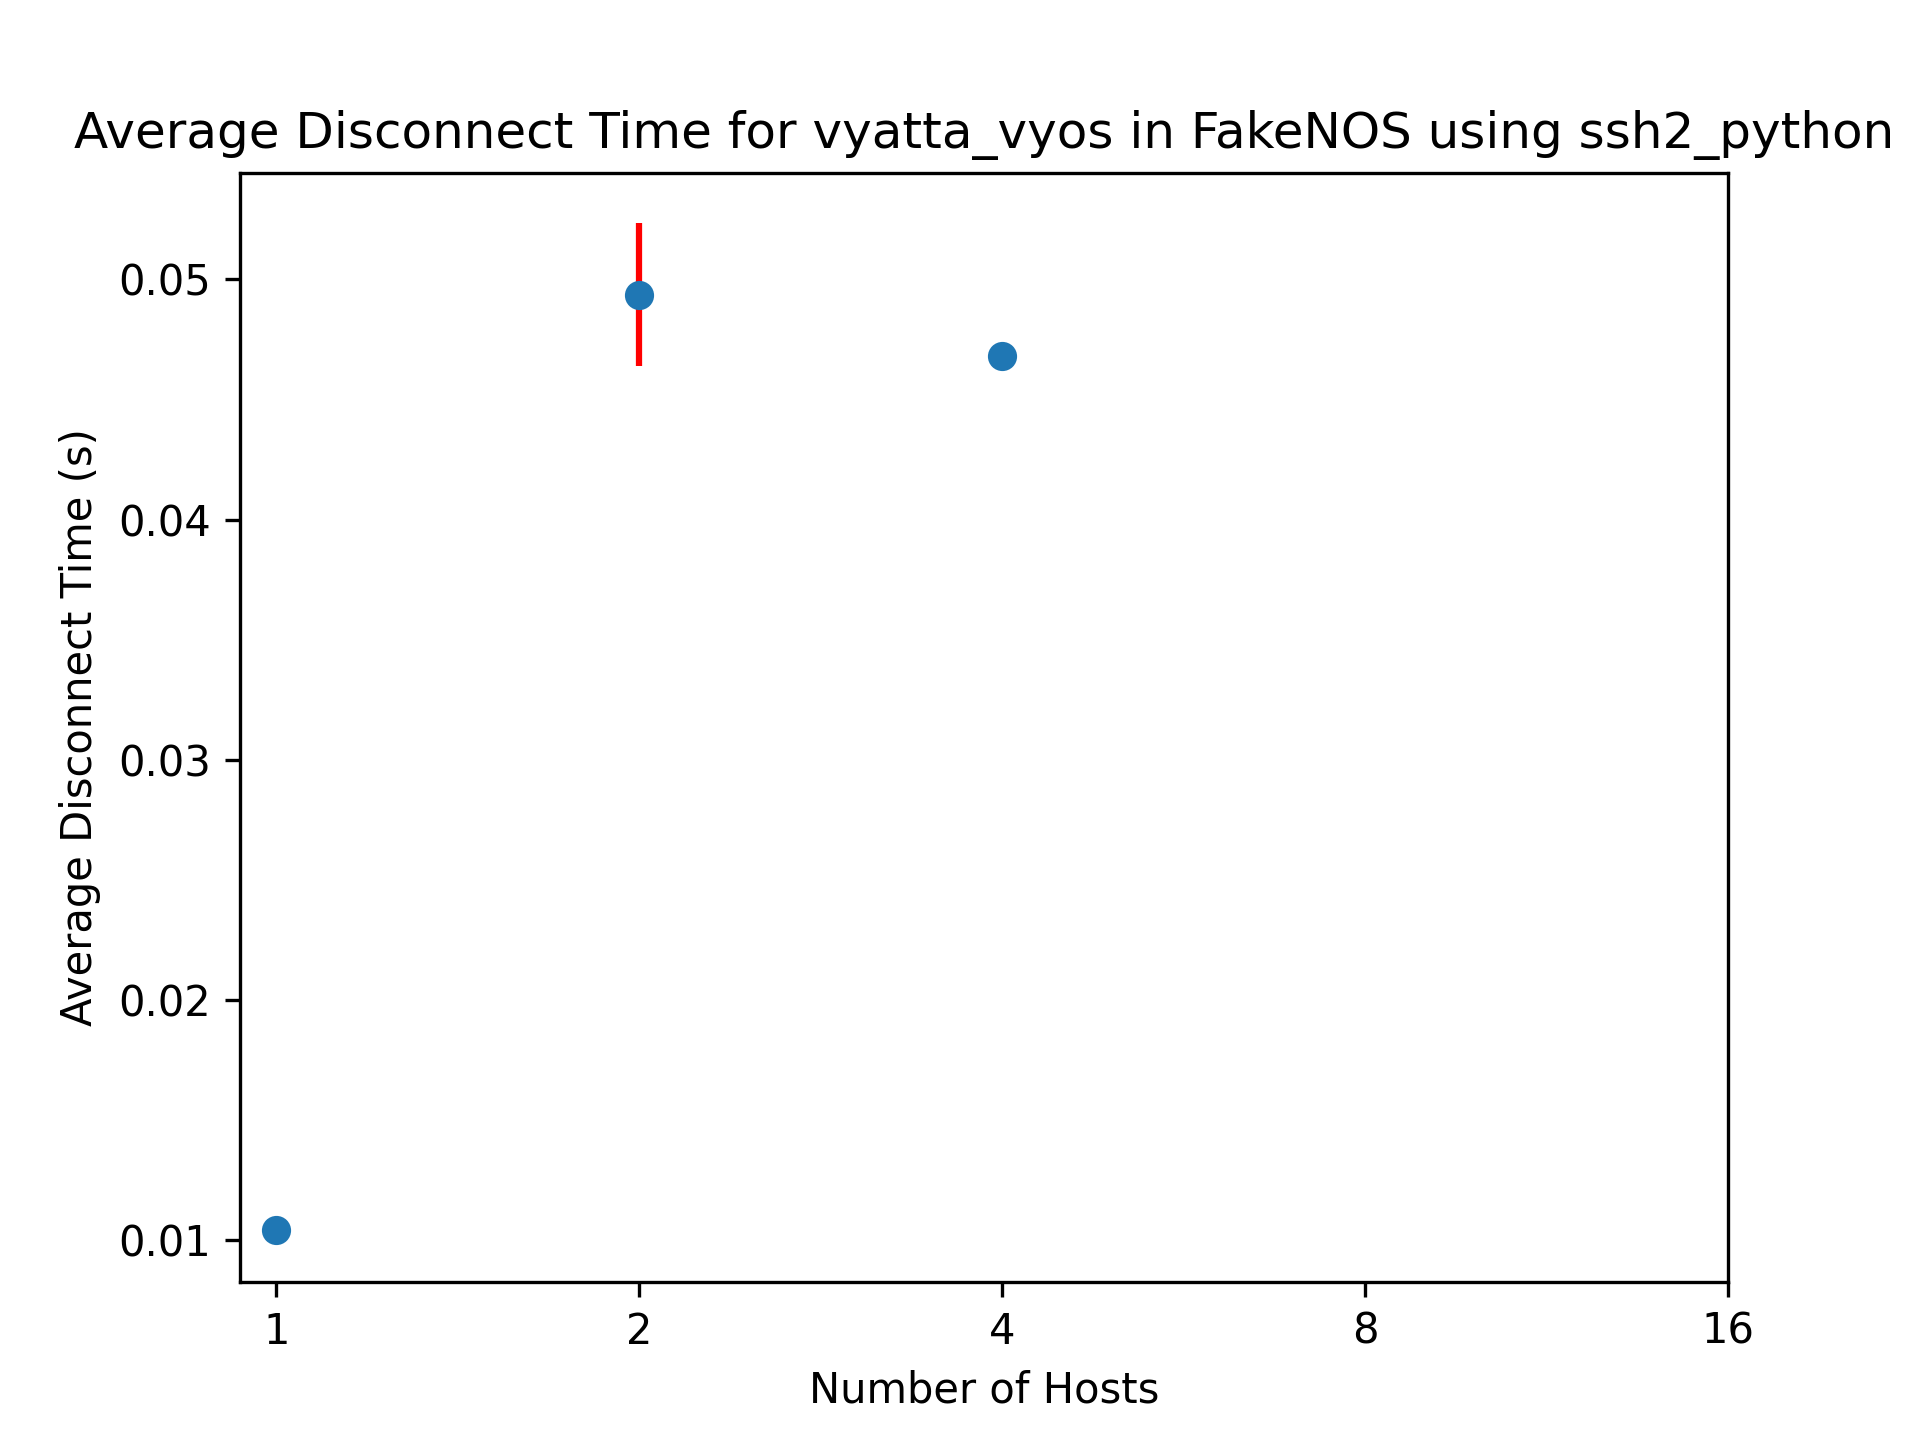 Average Disconnect Time for vyatta_vyos in FakeNOS using ssh2_python
Average Disconnect Time (s)
0.05
0.04
0.03
0.02
0.01
1 2 4 8 16
Number of Hosts